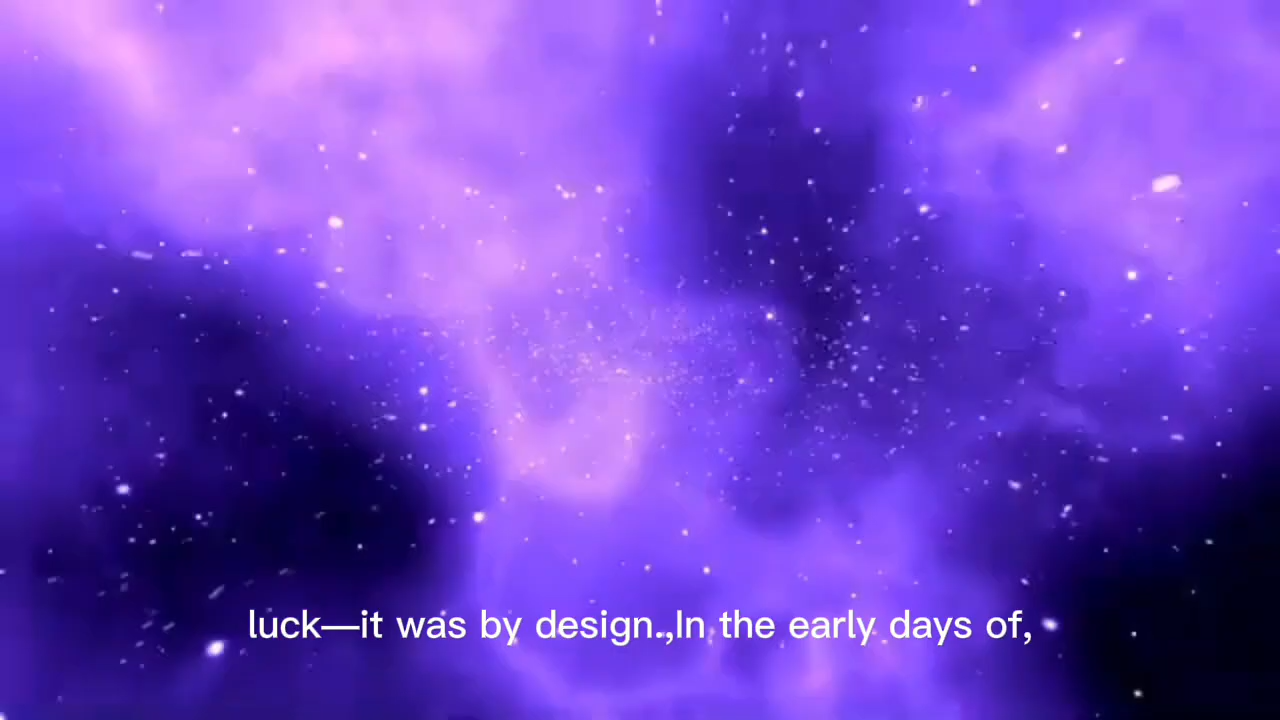 luck—it was by design.,In the early days of,